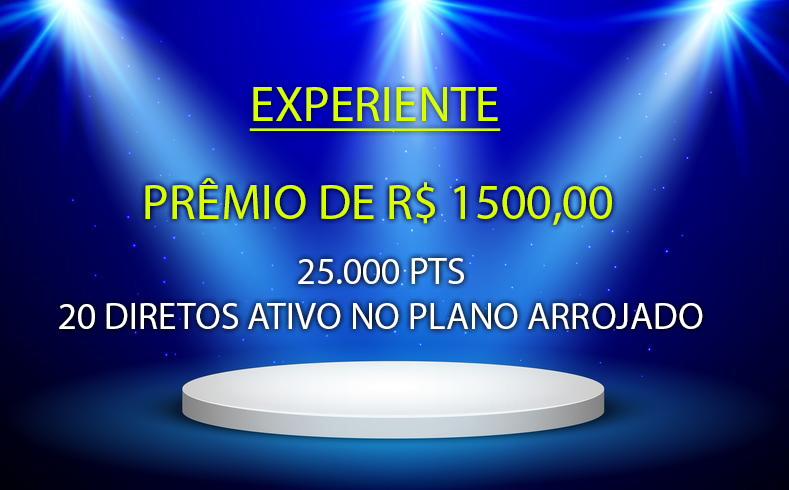 EXPERIENTE
PRÊMIO DE R$ 1500,00
25.000 PTS
20 DIRETOS ATIVO NO PLANO ARROJADO